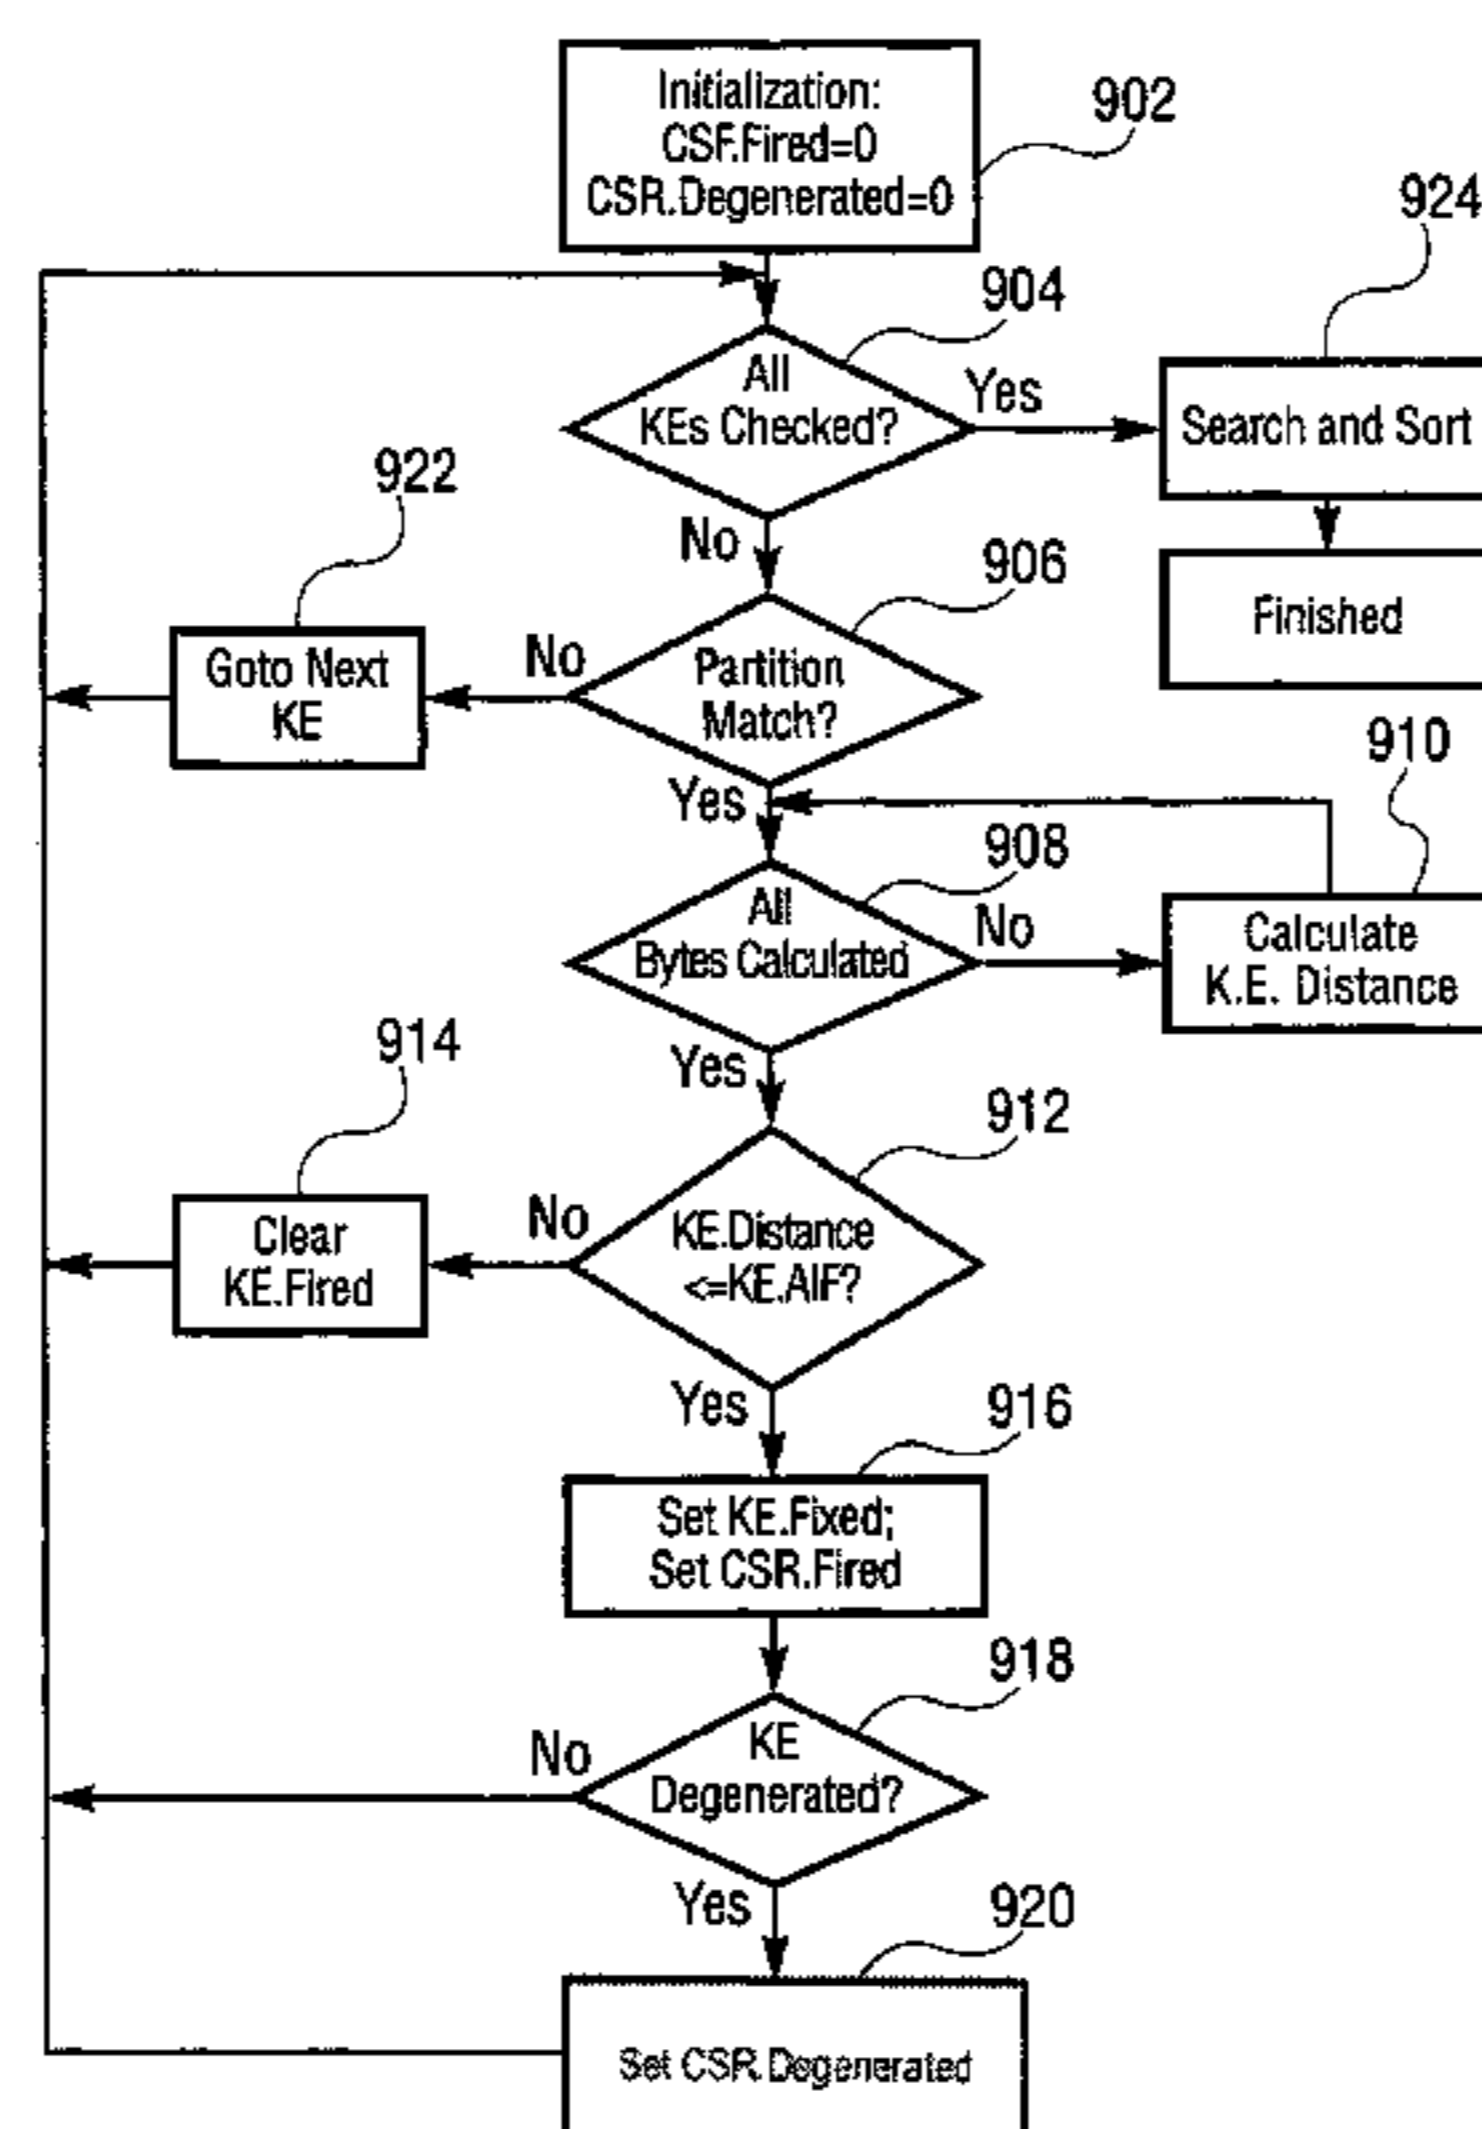 Initialization:
CSF.Fired=0
CSR.Degenerated=0
902
924
904
All
KEs Checked?
Yes
Search and Sort
No
922
906
Finished
Goto Next
KE
No
Partition
Match?
910
Yes
908
All
Bytes Calculated
No
Calculate
K.E. Distance
914
Yes
912
Clear
KE.Fired
No
KE.Distance
<=KE.AIF?
Yes
916
Set KE.Fixed;
Set CSR.Fired
918
No
KE
Degenerated?
Yes
920
Set CSR.Degenerated